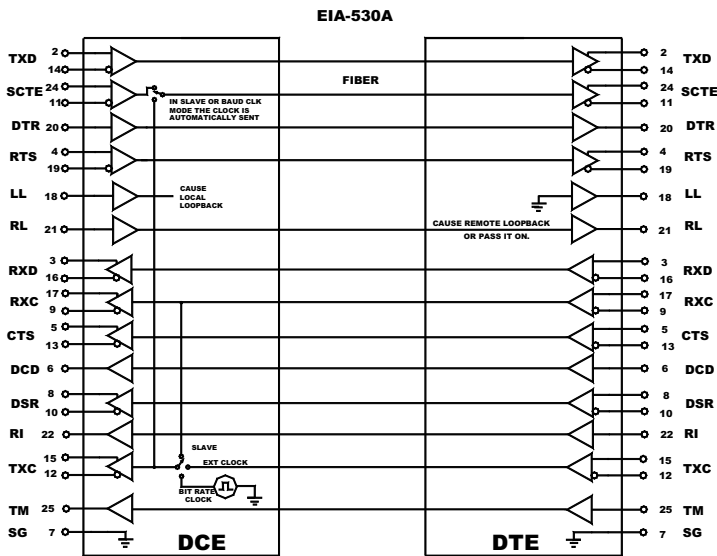 EIA-530A
TXD 2 14 2 14 TXD
FIBER
SCTE 24 11 24 11 SCTE
IN SLAVE OR BAUD CLK
MODE THE CLOCK IS
AUTOMATICALLY SENT
DTR 20 20 DTR
RTS 4 19 4 19 RTS
LL 18 18 LL
CAUSE
LOCAL
LOOPBACK
RL 21 21 RL
CAUSE REMOTE LOOPBACK
OR PASS IT ON.
RXD 3 16 3 16 RXD
RXC 17 9 17 9 RXC
CTS 5 13 5 13 CTS
DCD 6 6 DCD
DSR 8 10 8 10 DSR
RI 22 22 RI
SLAVE
TXC 15 12 15 12 TXC
EXT CLOCK
BIT RATE
CLOCK
TM 25 25 TM
SG 7 7 SG
DCE DTE